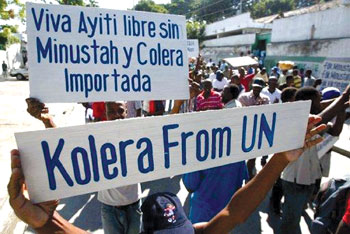 Viva Ayiti libre sin
Minustah y Colera
Importada
Kolera From UN